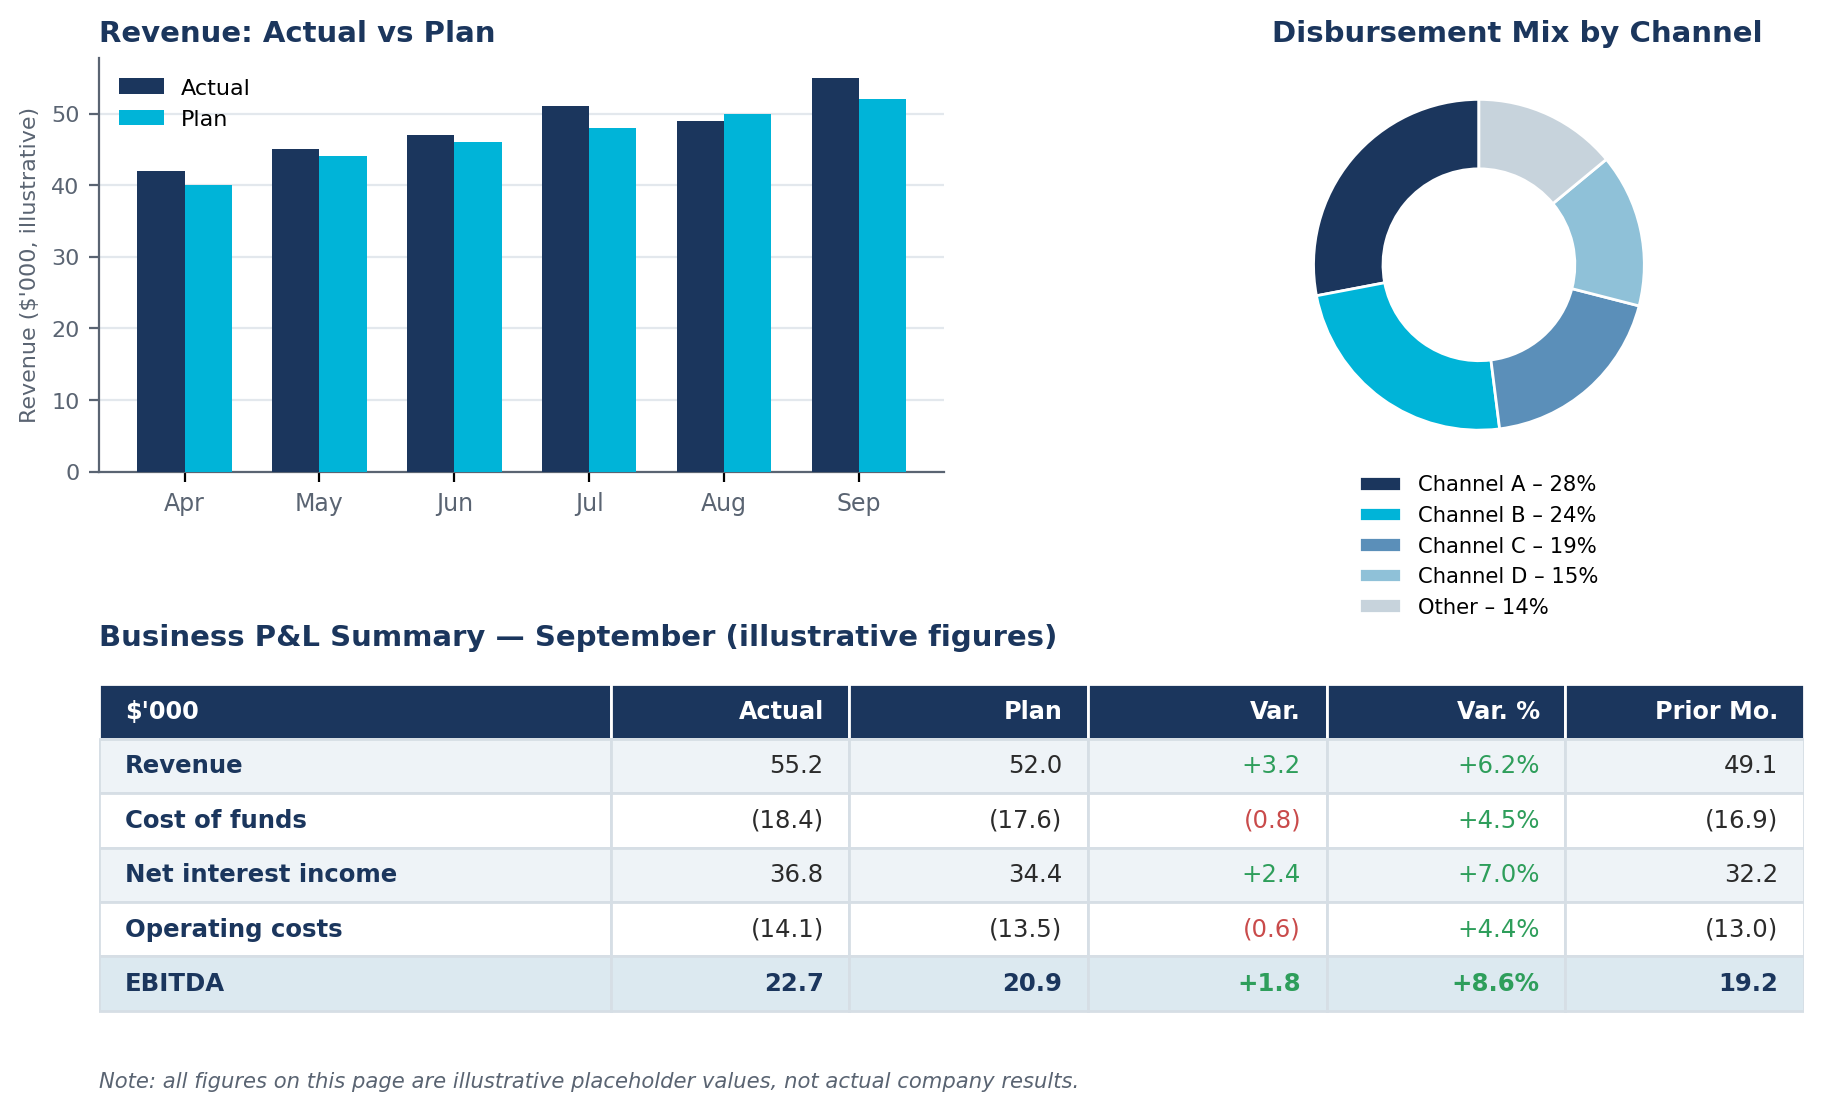 Revenue: Actual vs Plan
Revenue ($'000, illustrative)
50
40
30
20
10
0
Actual
Plan
Apr May Jun Jul Aug Sep
Disbursement Mix by Channel
Channel A – 28%
Channel B – 24%
Channel C – 19%
Channel D – 15%
Other – 14%
Business P&L Summary — September (illustrative figures)
$'000 Actual Plan Var. Var. % Prior Mo.
Revenue 55.2 52.0 +3.2 +6.2% 49.1
Cost of funds (18.4) (17.6) (0.8) +4.5% (16.9)
Net interest income 36.8 34.4 +2.4 +7.0% 32.2
Operating costs (14.1) (13.5) (0.6) +4.4% (13.0)
EBITDA 22.7 20.9 +1.8 +8.6% 19.2
Note: all figures on this page are illustrative placeholder values, not actual company results.